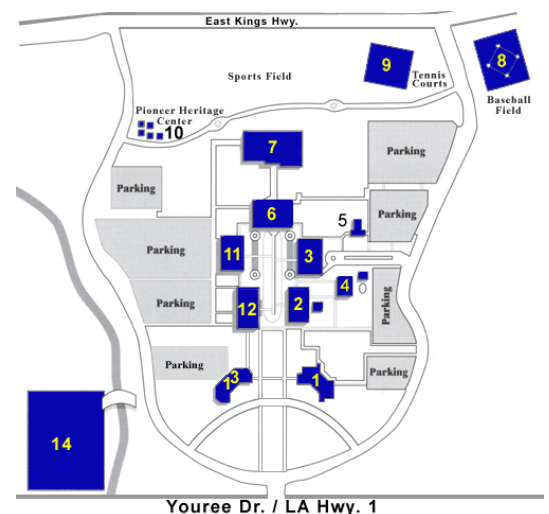 East Kings Hwy.
9
8
Sports Field
Tennis
Courts
Baseball
Field
Pioneer Heritage
Center
10
7
Parking
Parking
6
5
Parking
Parking
11
3
4
Parking
12
2
Parking
Parking
13
1
Parking
14
Youree Dr. / LA Hwy. 1